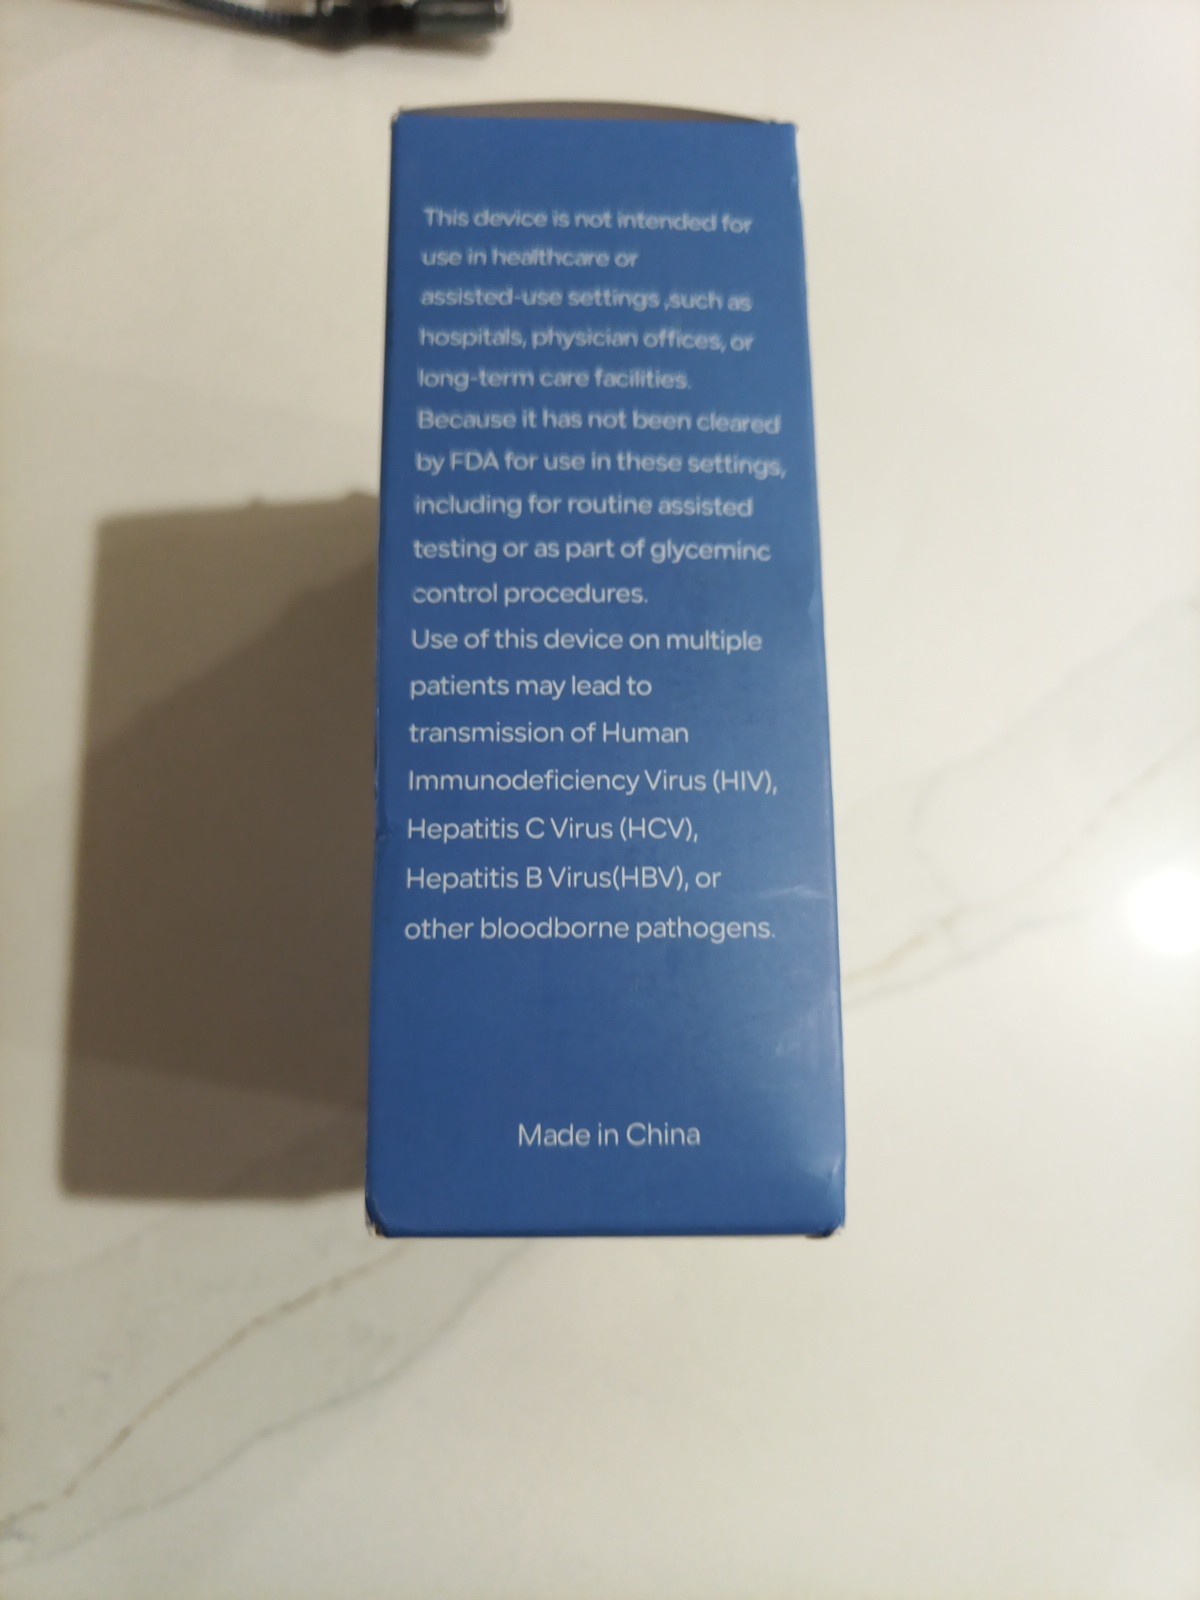 This device is not intended for
use in healthcare or
assisted-use settings ,such as
hospitals, physician offices, or
long-term care facilities.
Because it has not been cleared
by FDA for use in these settings,
including for routine assisted
testing or as part of glyceminc
control procedures.
Use of this device on multiple
patients may lead to
transmission of Human
Immunodeficiency Virus (HIV),
Hepatitis C Virus (HCV),
Hepatitis B Virus(HBV), or
other bloodborne pathogens.
Made in China